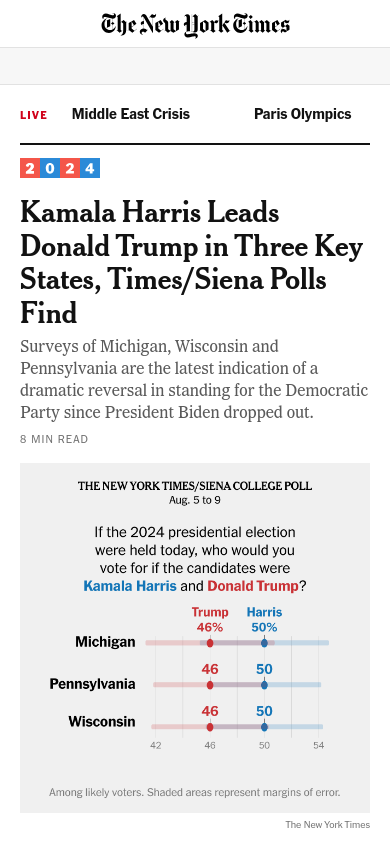 The New York Times
LIVE Middle East Crisis Paris Olympics
2024
Kamala Harris Leads
Donald Trump in Three Key
States, Times/Siena Polls
Find
Surveys of Michigan, Wisconsin and
Pennsylvania are the latest indication of a
dramatic reversal in standing for the Democratic
Party since President Biden dropped out.
8 MIN READ
THE NEW YORK TIMES/SIENA COLLEGE POLL
Aug. 5 to 9
If the 2024 presidential election
were held today, who would you
vote for if the candidates were
Kamala Harris and Donald Trump?
Trump Harris
46% 50%
Michigan
46 50
Pennsylvania
46 50
Wisconsin
42 46 50 54
Among likely voters. Shaded areas represent margins of error.
The New York Times